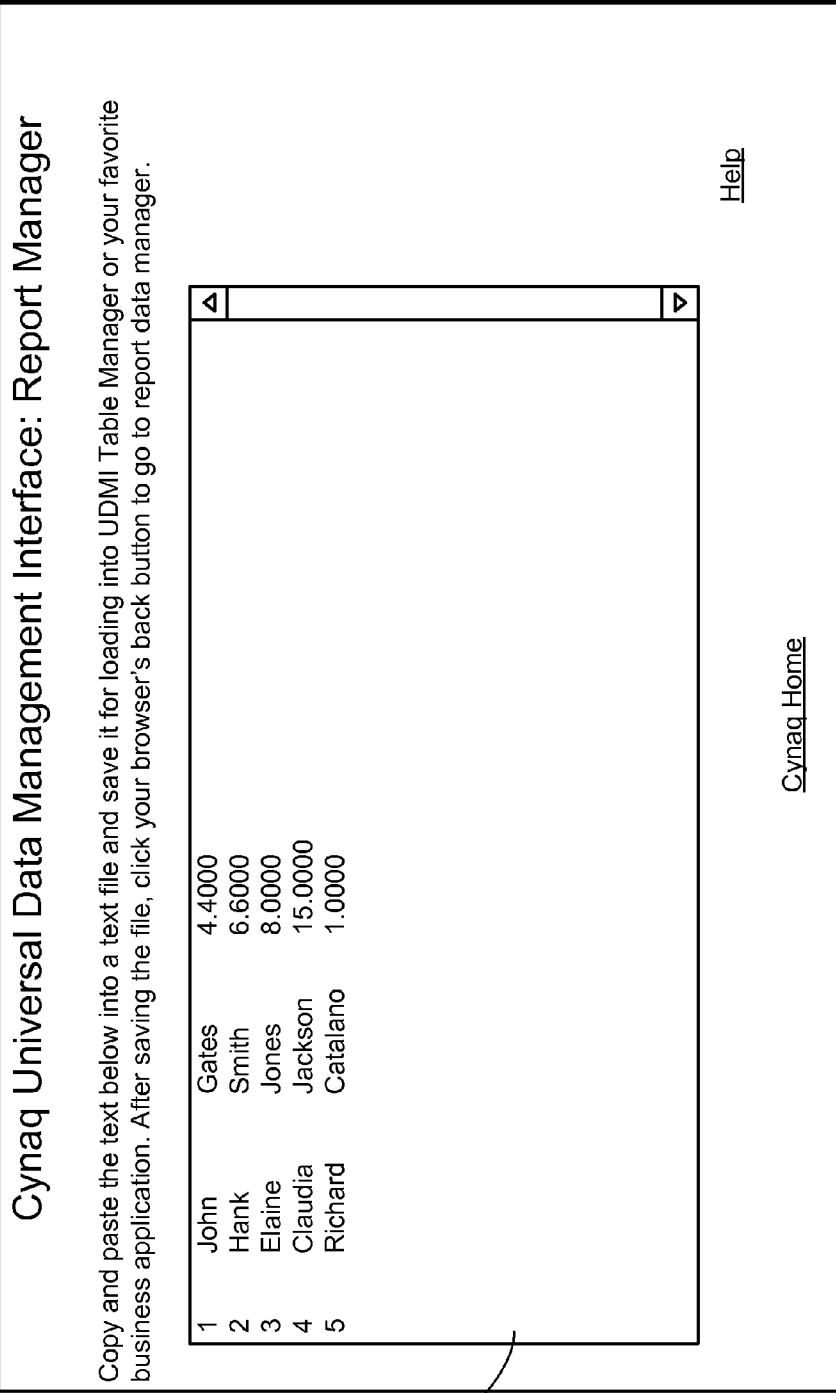 Cynaq Universal Data Management Interface: Report Manager
Copy and paste the text below into a text file and save it for loading into UDMI Table Manager or your favorite
business application. After saving the file, click your browser's back button to go to report data manager.
1 John Gates 4.4000
2 Hank Smith 6.6000
3 Elaine Jones 8.0000
4 Claudia Jackson 15.0000
5 Richard Catalano 1.0000
Help
Cynaq Home